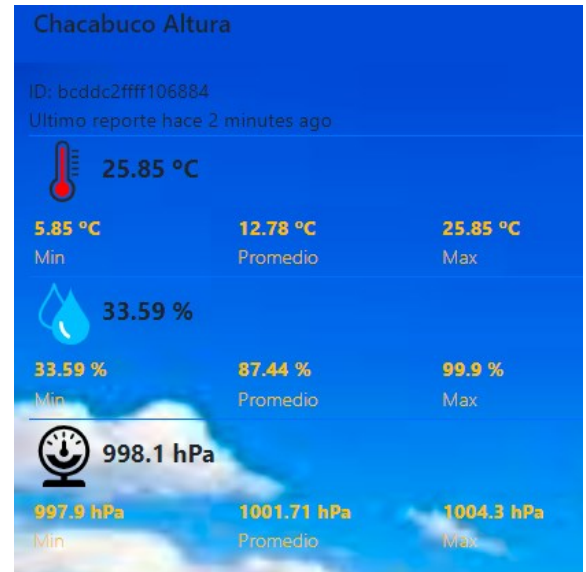 Chacabuco Altura
ID: bcddc2ffff106884
Ultimo reporte hace 2 minutes ago
25.85 ºC
5.85 ºC 12.78 ºC 25.85 ºC
Min Promedio Max
33.59 %
33.59 % 87.44 % 99.9 %
Min Promedio Max
998.1 hPa
997.9 hPa 1001.71 hPa 1004.3 hPa
Min Promedio Max